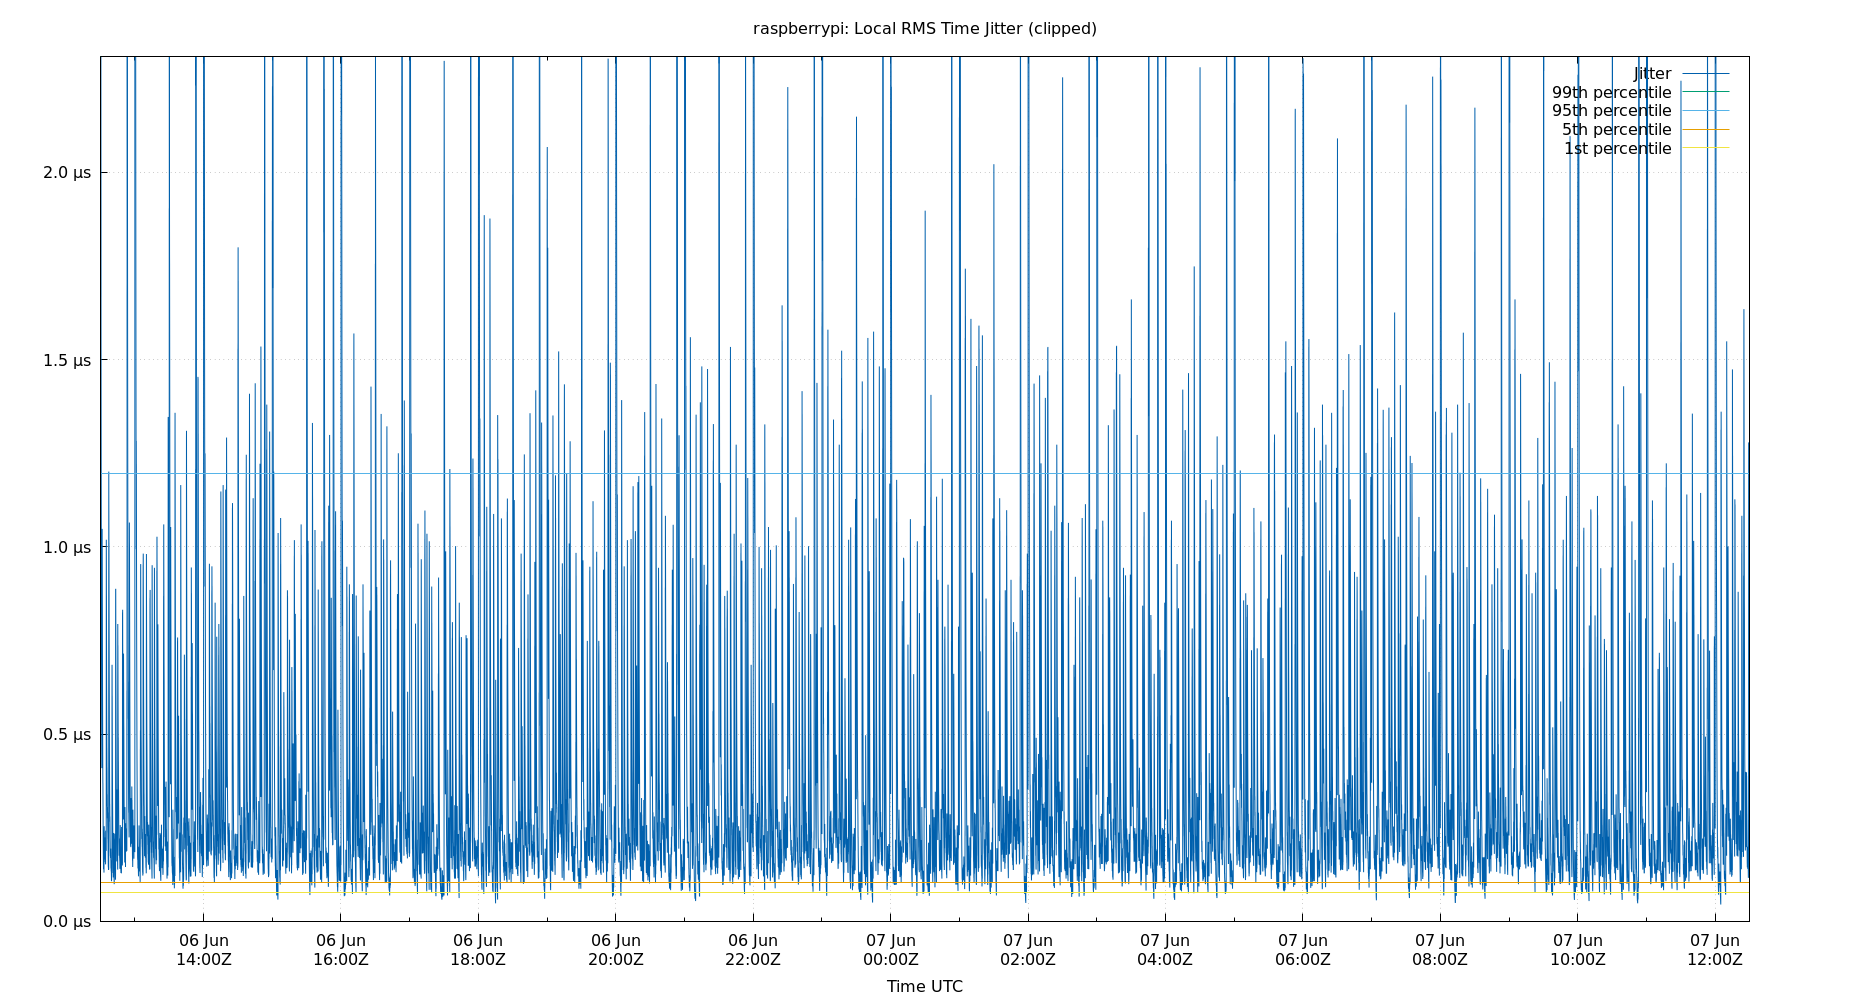 raspberrypi: Local RMS Time Jitter (clipped)
Jitter
99th percentile
95th percentile
5th percentile
1st percentile
2.0 µs
1.5 µs
1.0 µs
0.5 µs
0.0 µs
06 Jun 06 Jun 06 Jun 06 Jun 06 Jun 07 Jun 07 Jun 07 Jun 07 Jun 07 Jun 07 Jun 07 Jun
14:00Z 16:00Z 18:00Z 20:00Z 22:00Z 00:00Z 02:00Z 04:00Z 06:00Z 08:00Z 10:00Z 12:00Z
Time UTC